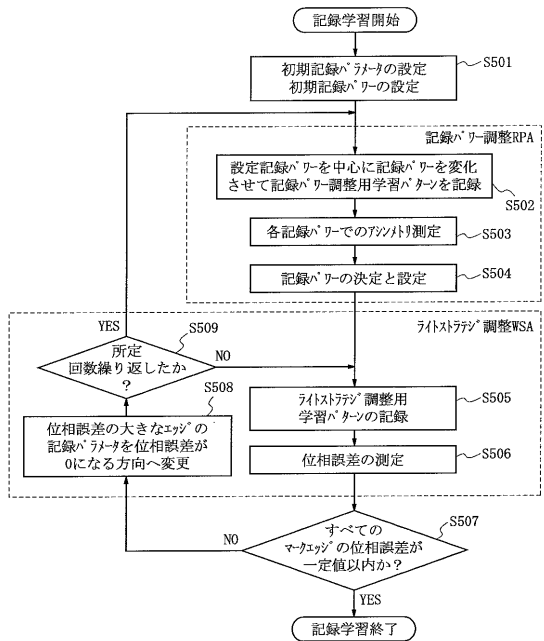 記録学習開始
初期記録パラメータの設定
初期記録パワーの設定
S501
記録パワー調整RPA
設定記録パワーを中心に記録パワーを変化
させて記録パワー調整用学習パターンを記録
S502
各記録パワーでのアシンメトリ測定
S503
記録パワーの決定と設定
S504
ライトストラテジ調整WSA
YES
S509
所定
回数繰り返したか
?
NO
S508
位相誤差の大きなエッジの
記録パラメータを位相誤差が
0になる方向へ変更
ライトストラテジ調整用
学習パターンの記録
S505
位相誤差の測定
S506
S507
すべての
マークエッジの位相誤差が
一定値以内か?
NO
YES
記録学習終了